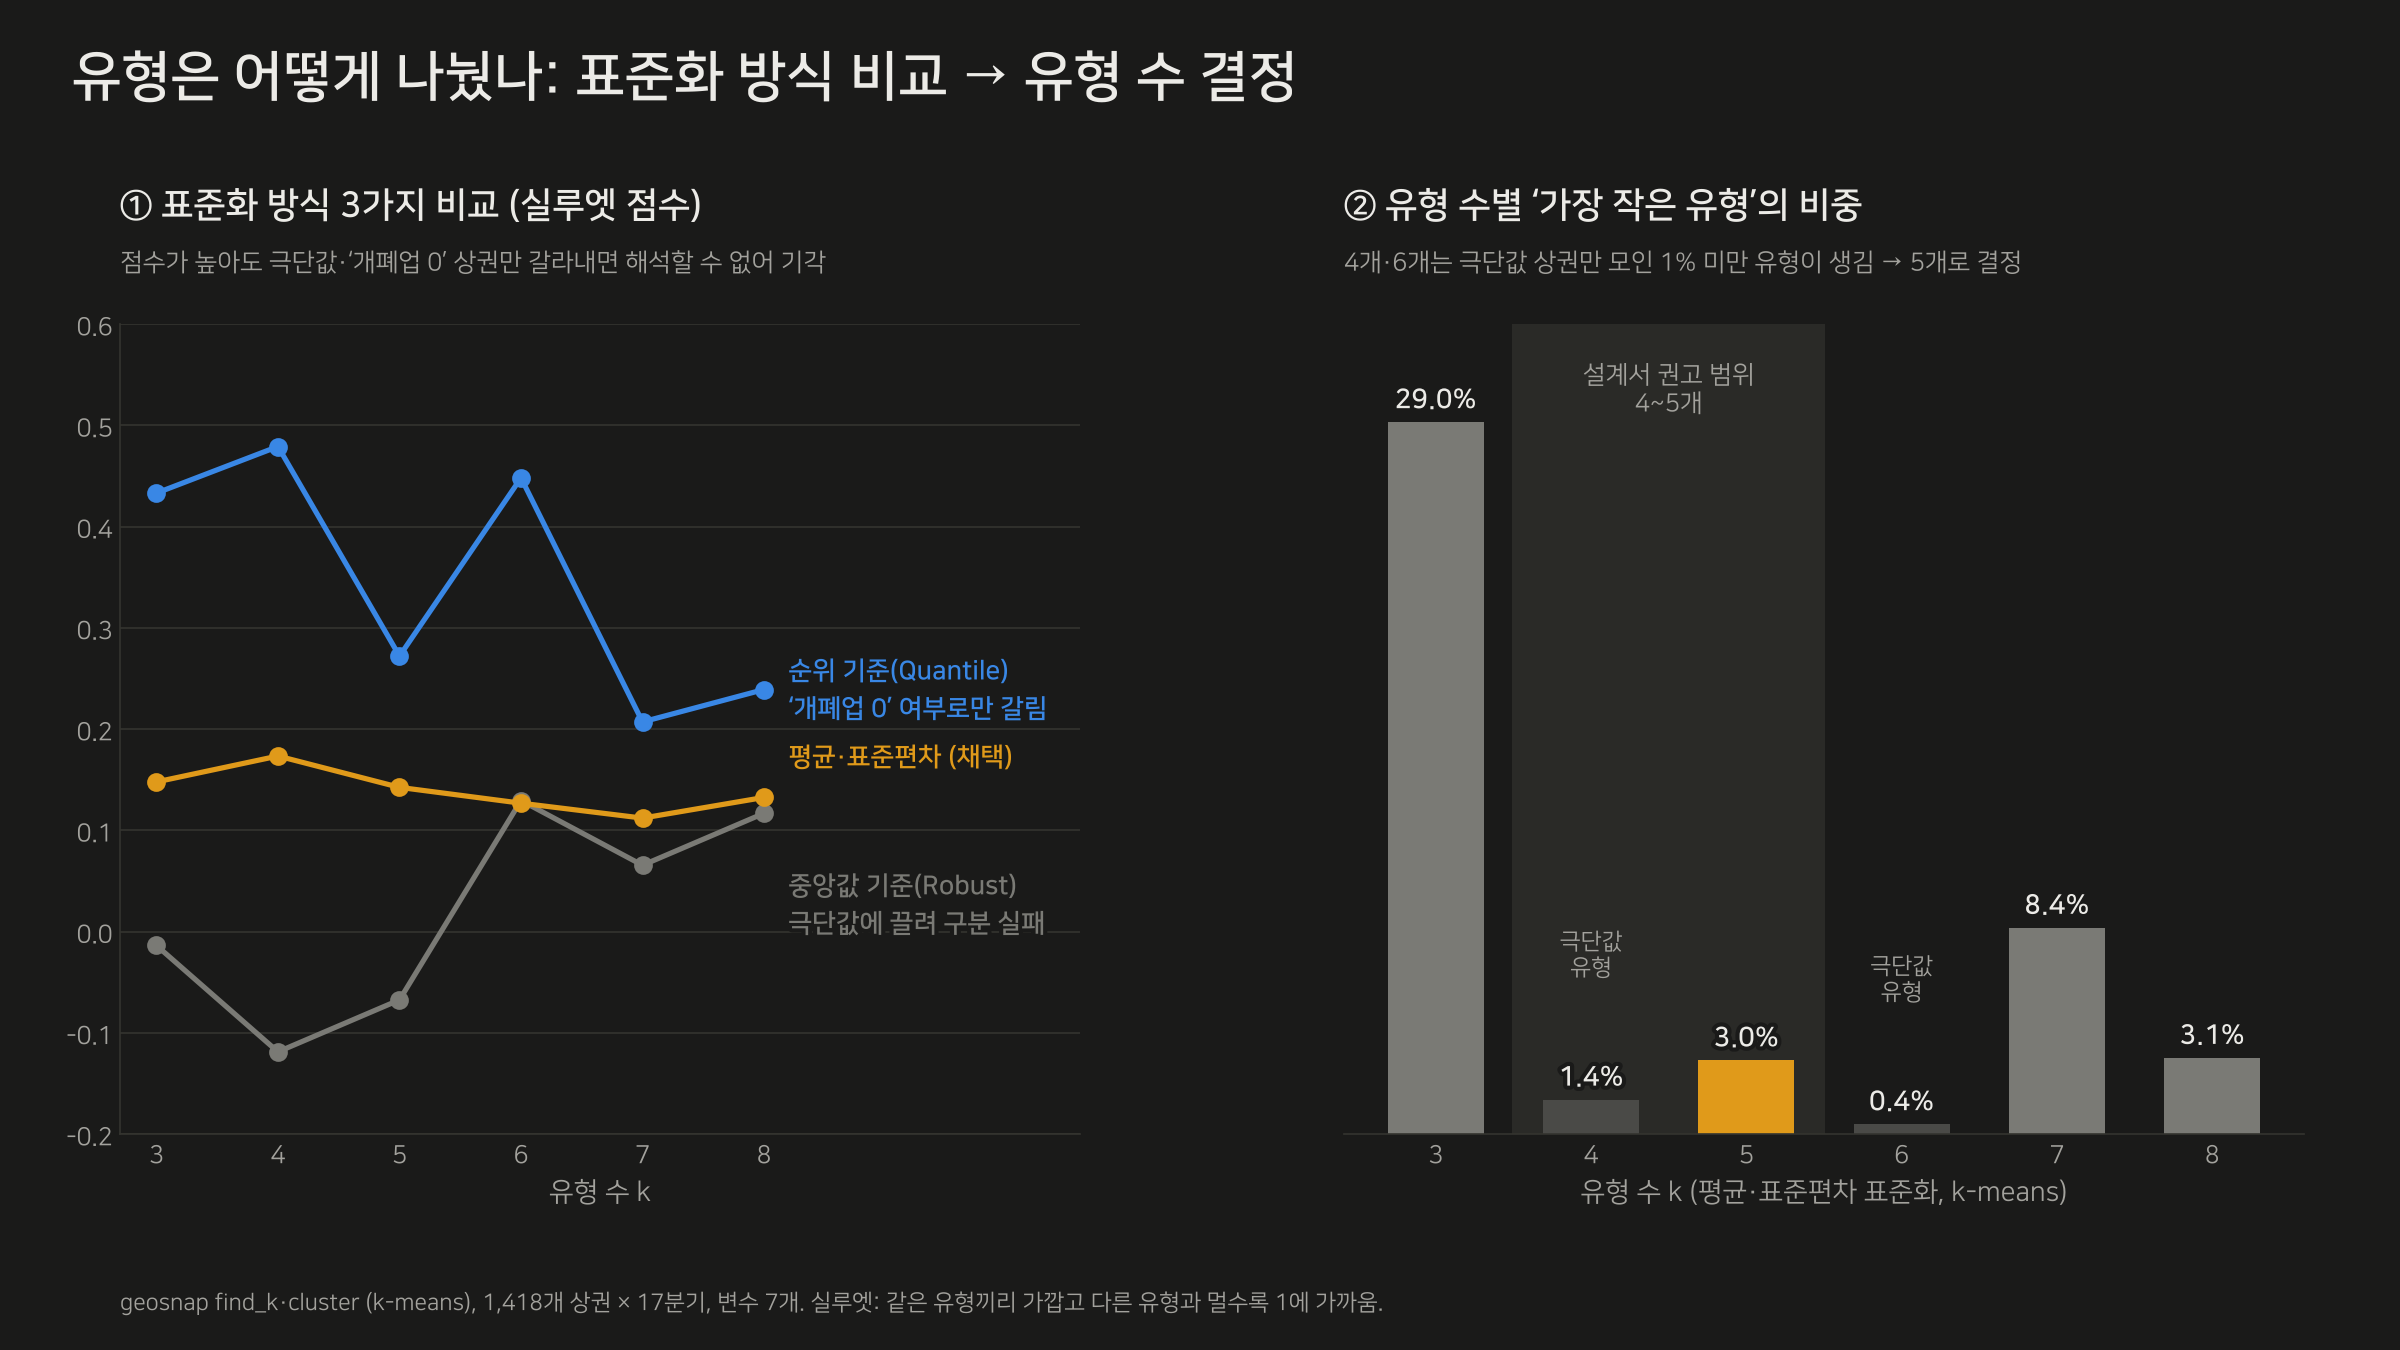 유형은 어떻게 나눴나: 표준화 방식 비교 → 유형 수 결정
① 표준화 방식 3가지 비교 (실루엣 점수)
점수가 높아도 극단값·‘개폐업 0’ 상권만 갈라내면 해석할 수 없어 기각
0.6
0.5
0.4
0.3
0.2
0.1
0.0
-0.1
-0.2
순위 기준(Quantile)
‘개폐업 0’ 여부로만 갈림
평균·표준편차 (채택)
중앙값 기준(Robust)
극단값에 끌려 구분 실패
3 4 5 6 7 8
유형 수 k
② 유형 수별 ‘가장 작은 유형’의 비중
4개·6개는 극단값 상권만 모인 1% 미만 유형이 생김 → 5개로 결정
설계서 권고 범위
4~5개
29.0%
극단값
유형
1.4%
3.0%
극단값
유형
0.4%
8.4%
3.1%
3 4 5 6 7 8
유형 수 k (평균·표준편차 표준화, k-means)
geosnap find_k·cluster (k-means), 1,418개 상권 × 17분기, 변수 7개. 실루엣: 같은 유형끼리 가깝고 다른 유형과 멀수록 1에 가까움.